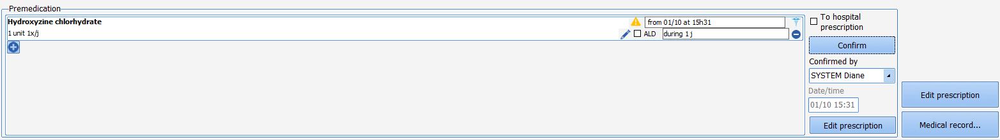 Premedication
Hydroxyzine chlorhydrate
from 01/10 at 15h31
1 unit 1x/j
ALD
during 1 j
To hospital
prescription
Confirm
Confirmed by
SYSTEM Diane
Date/time
01/10 15:31
Edit prescription
Edit prescription
Medical record...